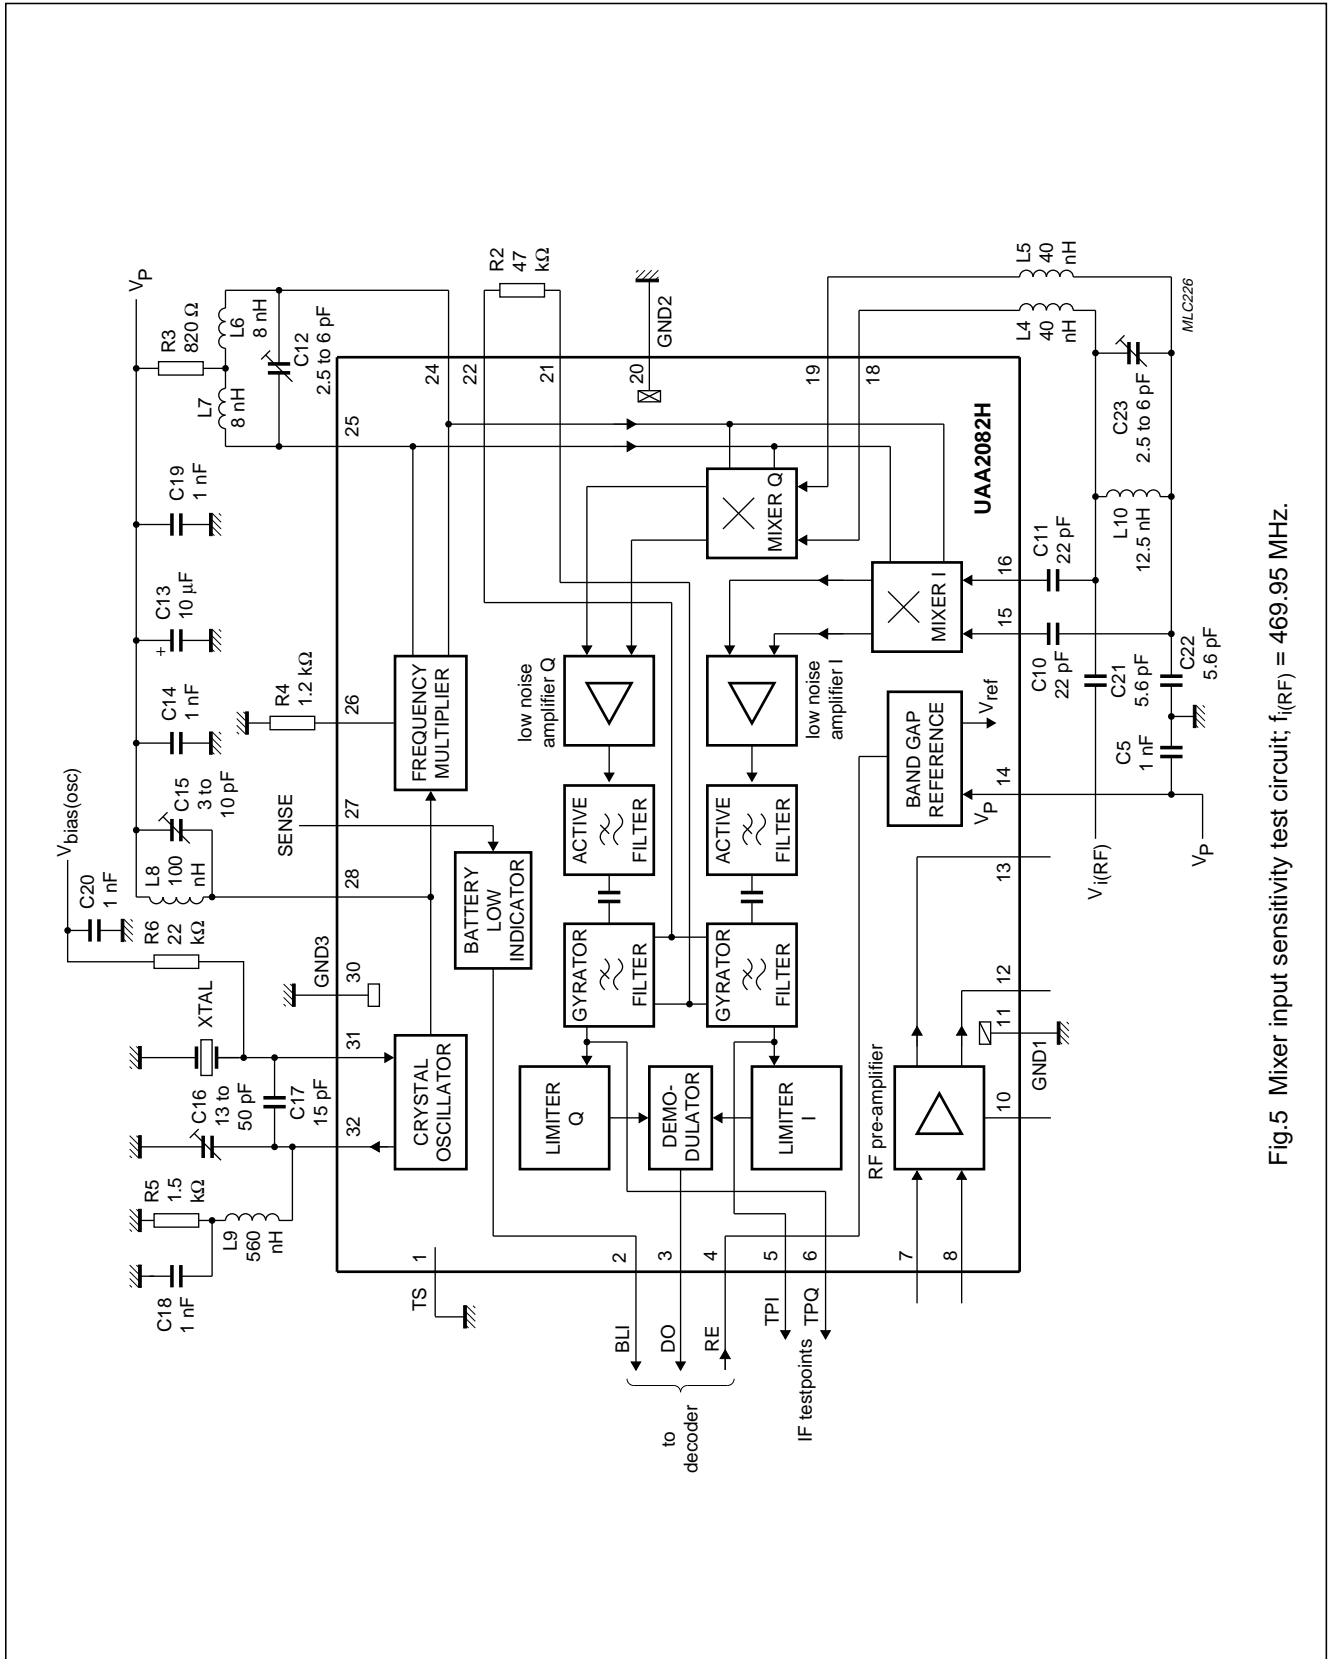 V_P
R3
820 Ω
L6
8 nH
L7
8 nH
C12
2.5 to 6 pF
C19
1 nF
C13
10 μF
+
C14
1 nF
C15
3 to
10 pF
L8
100
nH
V_bias(osc)
C20
1 nF
R6
22
kΩ
XTAL
C16
13 to
50 pF
C17
15 pF
R5
1.5
kΩ
L9
560
nH
C18
1 nF
R4
1.2 kΩ
SENSE
GND3
R2
47
kΩ
GND2
32
31
30
28
27
26
25
24
22
21
20
19
18
16
15
14
13
12
11
10
8
7
6
5
4
3
2
1
TS
BLI
DO
RE
to
decoder
TPI
TPQ
IF testpoints
CRYSTAL
OSCILLATOR
BATTERY
LOW
INDICATOR
FREQUENCY
MULTIPLIER
LIMITER
Q
GYRATOR
FILTER
ACTIVE
FILTER
low noise
amplifier Q
MIXER Q
DEMO-
DULATOR
LIMITER
I
GYRATOR
FILTER
ACTIVE
FILTER
low noise
amplifier I
MIXER I
UAA2082H
RF pre-amplifier
BAND GAP
REFERENCE
V_ref
V_P
GND1
V_i(RF)
V_P
C5
1 nF
C21
5.6 pF
C22
5.6 pF
C10
22 pF
C11
22 pF
L10
12.5 nH
C23
2.5 to 6 pF
L4
40
nH
L5
40
nH
MLC226
Fig.5 Mixer input sensitivity test circuit; f_i(RF) = 469.95 MHz.